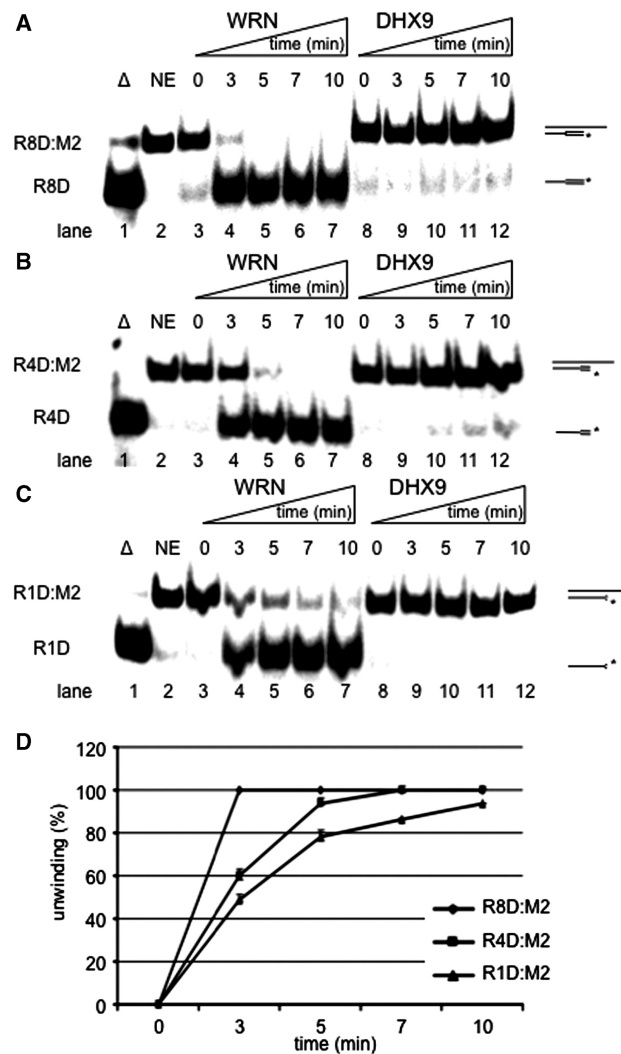 A
WRN DHX9
time (min) time (min)
Δ NE 0 3 5 7 10 0 3 5 7 10
R8D:M2 *
R8D *
lane 1 2 3 4 5 6 7 8 9 10 11 12
B
WRN DHX9
time (min) time (min)
Δ NE 0 3 5 7 10 0 3 5 7 10
R4D:M2 *
R4D *
lane 1 2 3 4 5 6 7 8 9 10 11 12
C
WRN DHX9
time (min) time (min)
Δ NE 0 3 5 7 10 0 3 5 7 10
R1D:M2 *
R1D *
lane 1 2 3 4 5 6 7 8 9 10 11 12
D
120
100
80
60
40
20
0
unwinding (%)
R8D:M2
R4D:M2
R1D:M2
0 3 5 7 10
time (min)